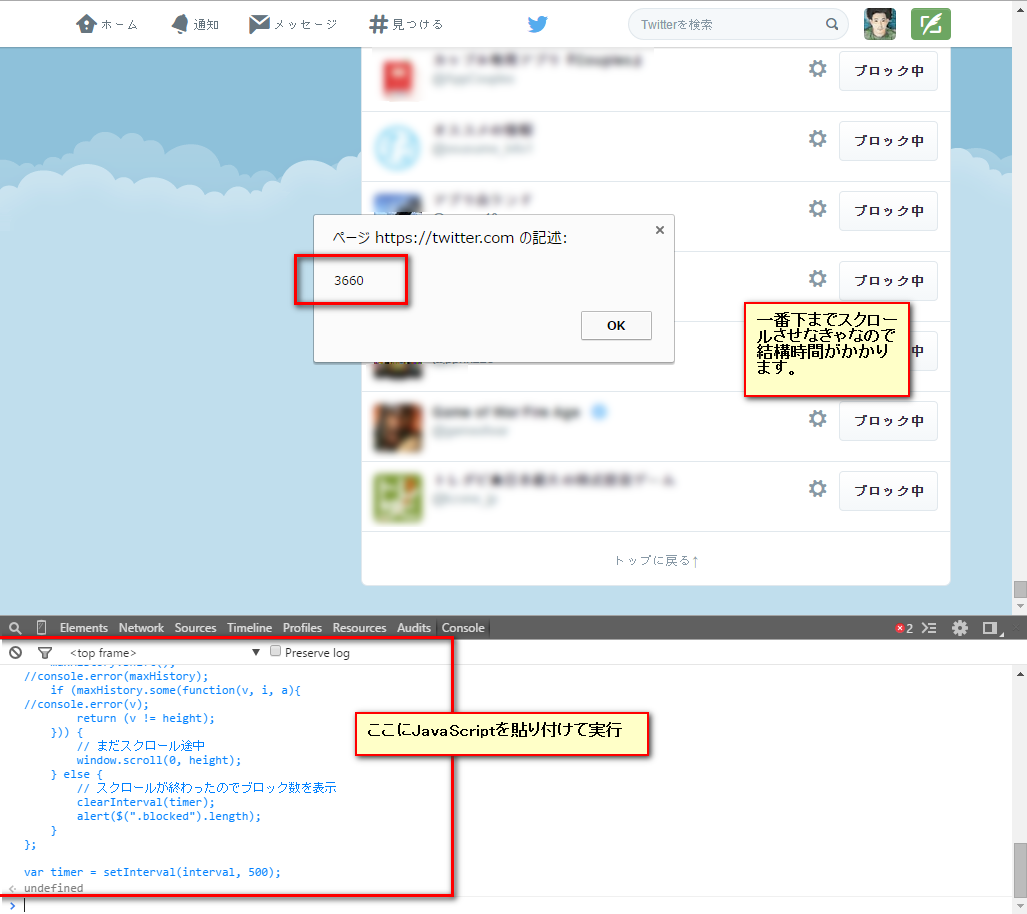 ホーム 通知 メッセージ 見つける Twitterを検索
ブロック中
ブロック中
ブロック中
ページ https://twitter.com の記述:
3660
ブロック中
OK
一番下までスクロー
ルさせなきゃなので
結構時間がかかり
ます。
中
Game of War Fire Age
ブロック中
ブロック中
トップに戻る↑
Elements Network Sources Timeline Profiles Resources Audits Console 2
<top frame> Preserve log
//console.error(maxHistory);
if (maxHistory.some(function(v, i, a){
//console.error(v);
return (v != height);
})) {
// まだスクロール途中
window.scroll(0, height);
} else {
// スクロールが終わったのでブロック数を表示
clearInterval(timer);
alert($(".blocked").length);
}
};
var timer = setInterval(interval, 500);
undefined
ここにJavaScriptを貼り付けて実行